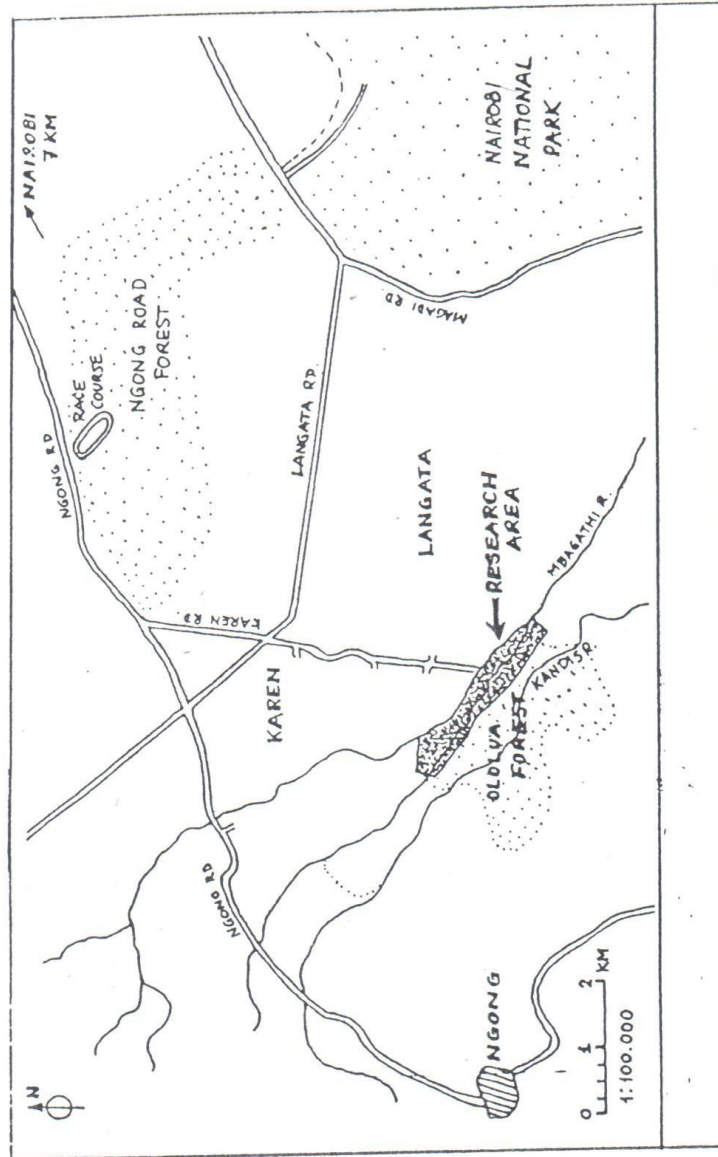 NAIROBI
7 KM
NGONG RD
RACE
COURSE
NGONG ROAD
FOREST
NAIROBI
NATIONAL
PARK
LANGATA RD
MAGADI RD
KAREN RD
KAREN
LANGATA
RESEARCH
AREA
MBAGATHI R.
KANDIS R.
OLOLUA
FOREST
NGONG RD
NGONG
0 1 2
KM
1:100.000
N